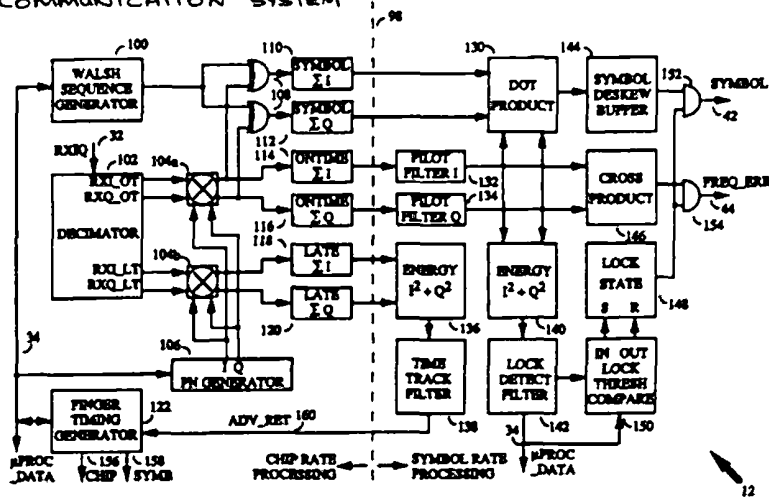 COMMUNICATION SYSTEM
98
100
WALSH
SEQUENCE
GENERATOR
110
SYMBOL
Σ I
108
SYMBOL
Σ Q
112
130
DOT
PRODUCT
144
SYMBOL
DESKEW
BUFFER
152
SYMBOL
42
32
RXIQ
102
RXI_OT
RXQ_OT
DECIMATOR
RXI_LT
RXQ_LT
104a
104b
114
ONTIME
Σ I
ONTIME
Σ Q
116
118
LATE
Σ I
LATE
Σ Q
120
PILOT
FILTER I
132
134
PILOT
FILTER Q
CROSS
PRODUCT
146
FREQ_ERR
44
154
ENERGY
I² + Q²
136
ENERGY
I² + Q²
140
LOCK
STATE
S R
148
34
106
I Q
PN GENERATOR
TIME
TRACK
FILTER
138
LOCK
DETECT
FILTER
142
IN OUT
LOCK
THRESH
COMPARE
150
FINGER
TIMING
GENERATOR
122
ADV_RET
160
34
μPROC
_DATA
156
CHIP
158
SYMB
CHIP RATE
PROCESSING
SYMBOL RATE
PROCESSING
μPROC
_DATA
12